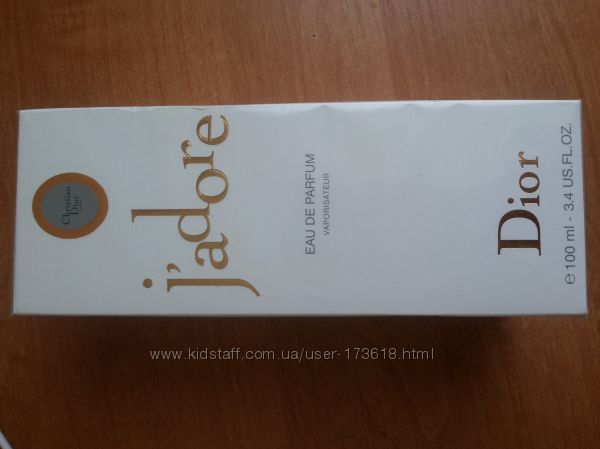 Christian
Dior
j'adore
EAU DE PARFUM
VAPORISATEUR
Dior
e 100 ml - 3.4 US.FL.OZ.
www.kidstaff.com.ua/user-173618.html